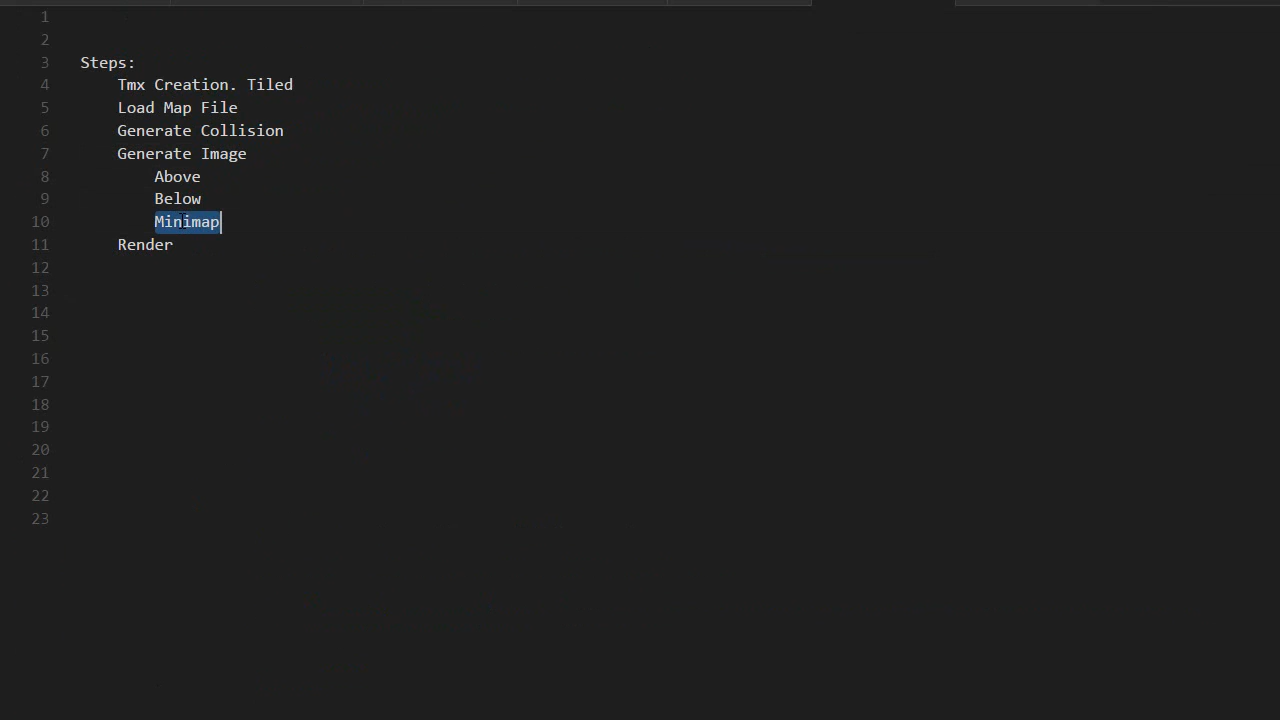 1
2
3 Steps:
4 Tmx Creation. Tiled
5 Load Map File
6 Generate Collision
7 Generate Image
8 Above
9 Below
10 Minimap
11 Render
12
13
14
15
16
17
18
19
20
21
22
23